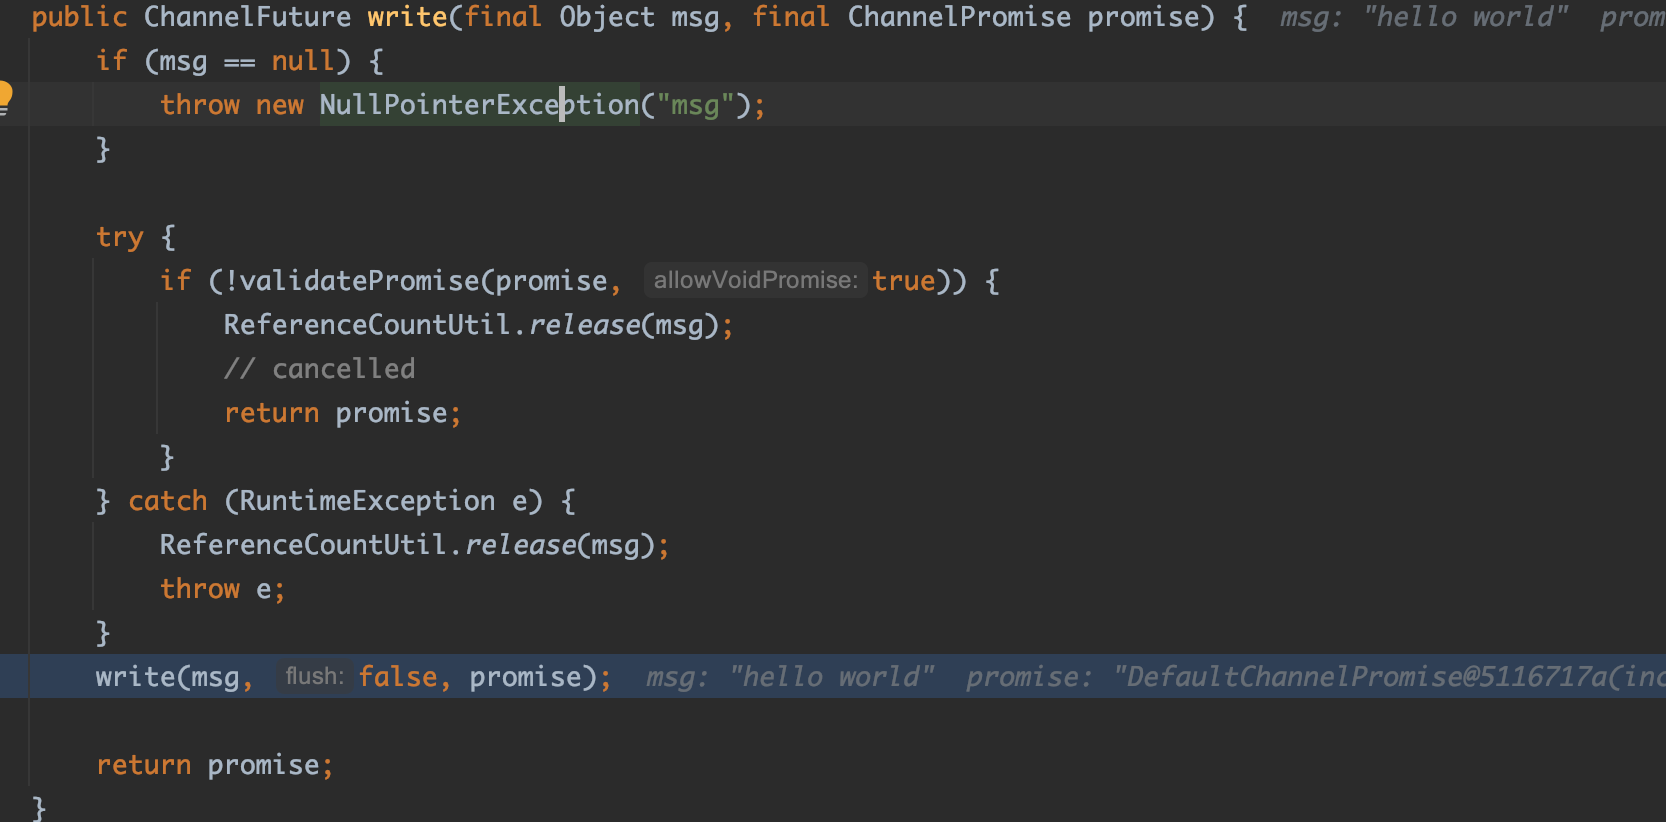 public ChannelFuture write(final Object msg, final ChannelPromise promise) {  msg: "hello world"  prom
    if (msg == null) {
        throw new NullPointerException("msg");
    }
    try {
        if (!validatePromise(promise, allowVoidPromise: true)) {
            ReferenceCountUtil.release(msg);
            // cancelled
            return promise;
        }
    } catch (RuntimeException e) {
        ReferenceCountUtil.release(msg);
        throw e;
    }
    write(msg, flush: false, promise);  msg: "hello world"  promise: "DefaultChannelPromise@5116717a(inc
    return promise;
}